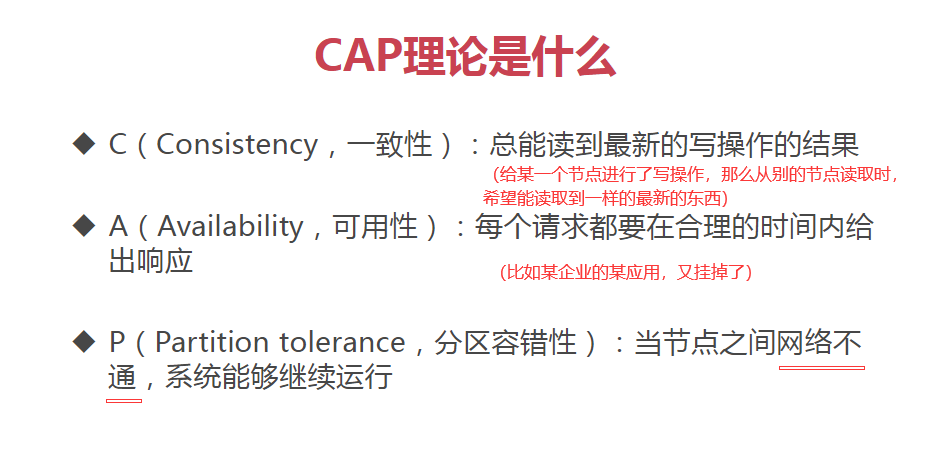 CAP理论是什么
◆ C（Consistency，一致性）：总能读到最新的写操作的结果
（给某一个节点进行了写操作，那么从别的节点读取时，
希望能读取到一样的最新的东西）
◆ A（Availability，可用性）：每个请求都要在合理的时间内给
出响应
（比如某企业的某应用，又挂掉了）
◆ P（Partition tolerance，分区容错性）：当节点之间网络不
通，系统能够继续运行